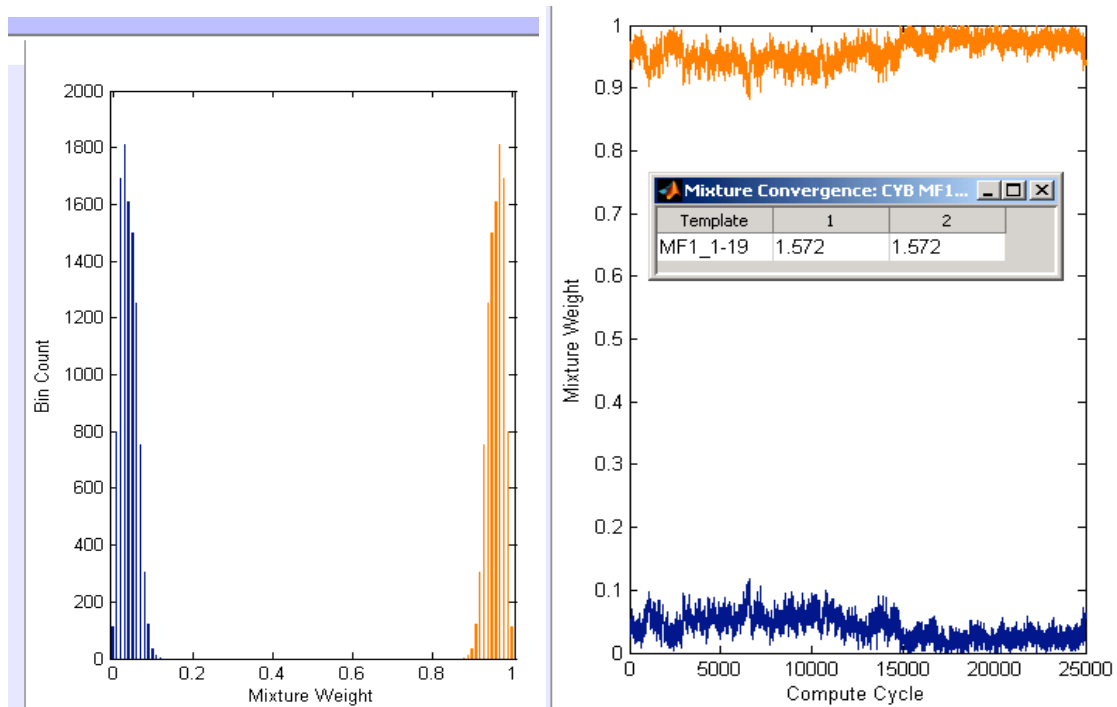 2000
1800
1600
1400
1200
1000
800
600
400
200
0
Bin Count
0 0.2 0.4 0.6 0.8 1
Mixture Weight
1
0.9
0.8
0.7
0.6
0.5
0.4
0.3
0.2
0.1
0
Mixture Weight
Mixture Convergence: CYB MF1...
Template 1 2
MF1_1-19 1.572 1.572
0 5000 10000 15000 20000 25000
Compute Cycle